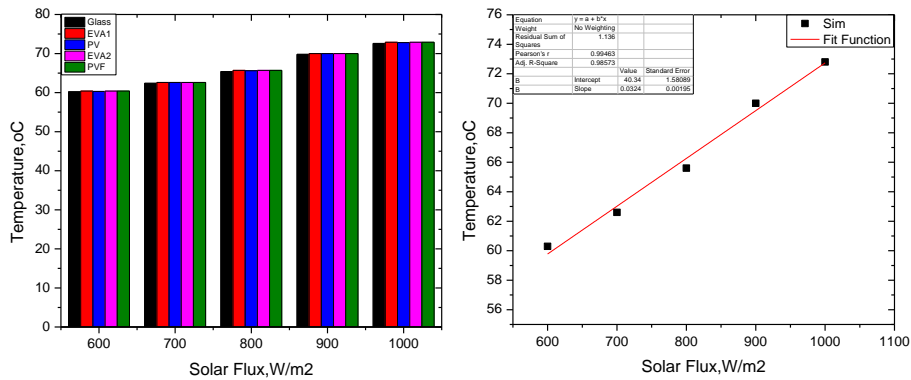 Glass
EVA1
PV
EVA2
PVF
80
70
60
50
40
30
20
10
0
Temperature,oC
600 700 800 900 1000
Solar Flux,W/m2
Equation y = a + b*x
Weight No Weighting
Residual Sum of Squares 1.136
Pearson's r 0.99463
Adj. R-Square 0.98573
Value Standard Error
B Intercept 40.34 1.58089
B Slope 0.0324 0.00195
Sim
Fit Function
76
74
72
70
68
66
64
62
60
58
56
Temperature,oC
600 700 800 900 1000 1100
Solar Flux,W/m2